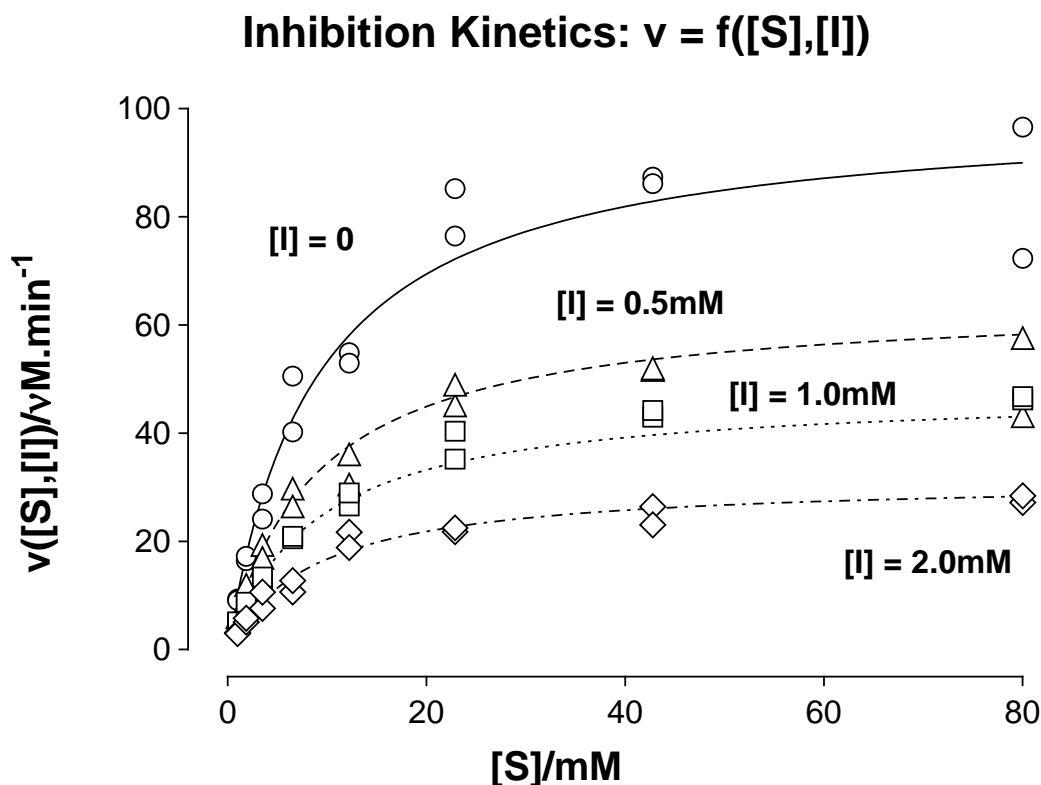 Inhibition Kinetics: v = f([S],[I])
100
80
60
40
20
0
v([S],[I])/νM.min-1
[I] = 0
[I] = 0.5mM
[I] = 1.0mM
[I] = 2.0mM
0 20 40 60 80
[S]/mM